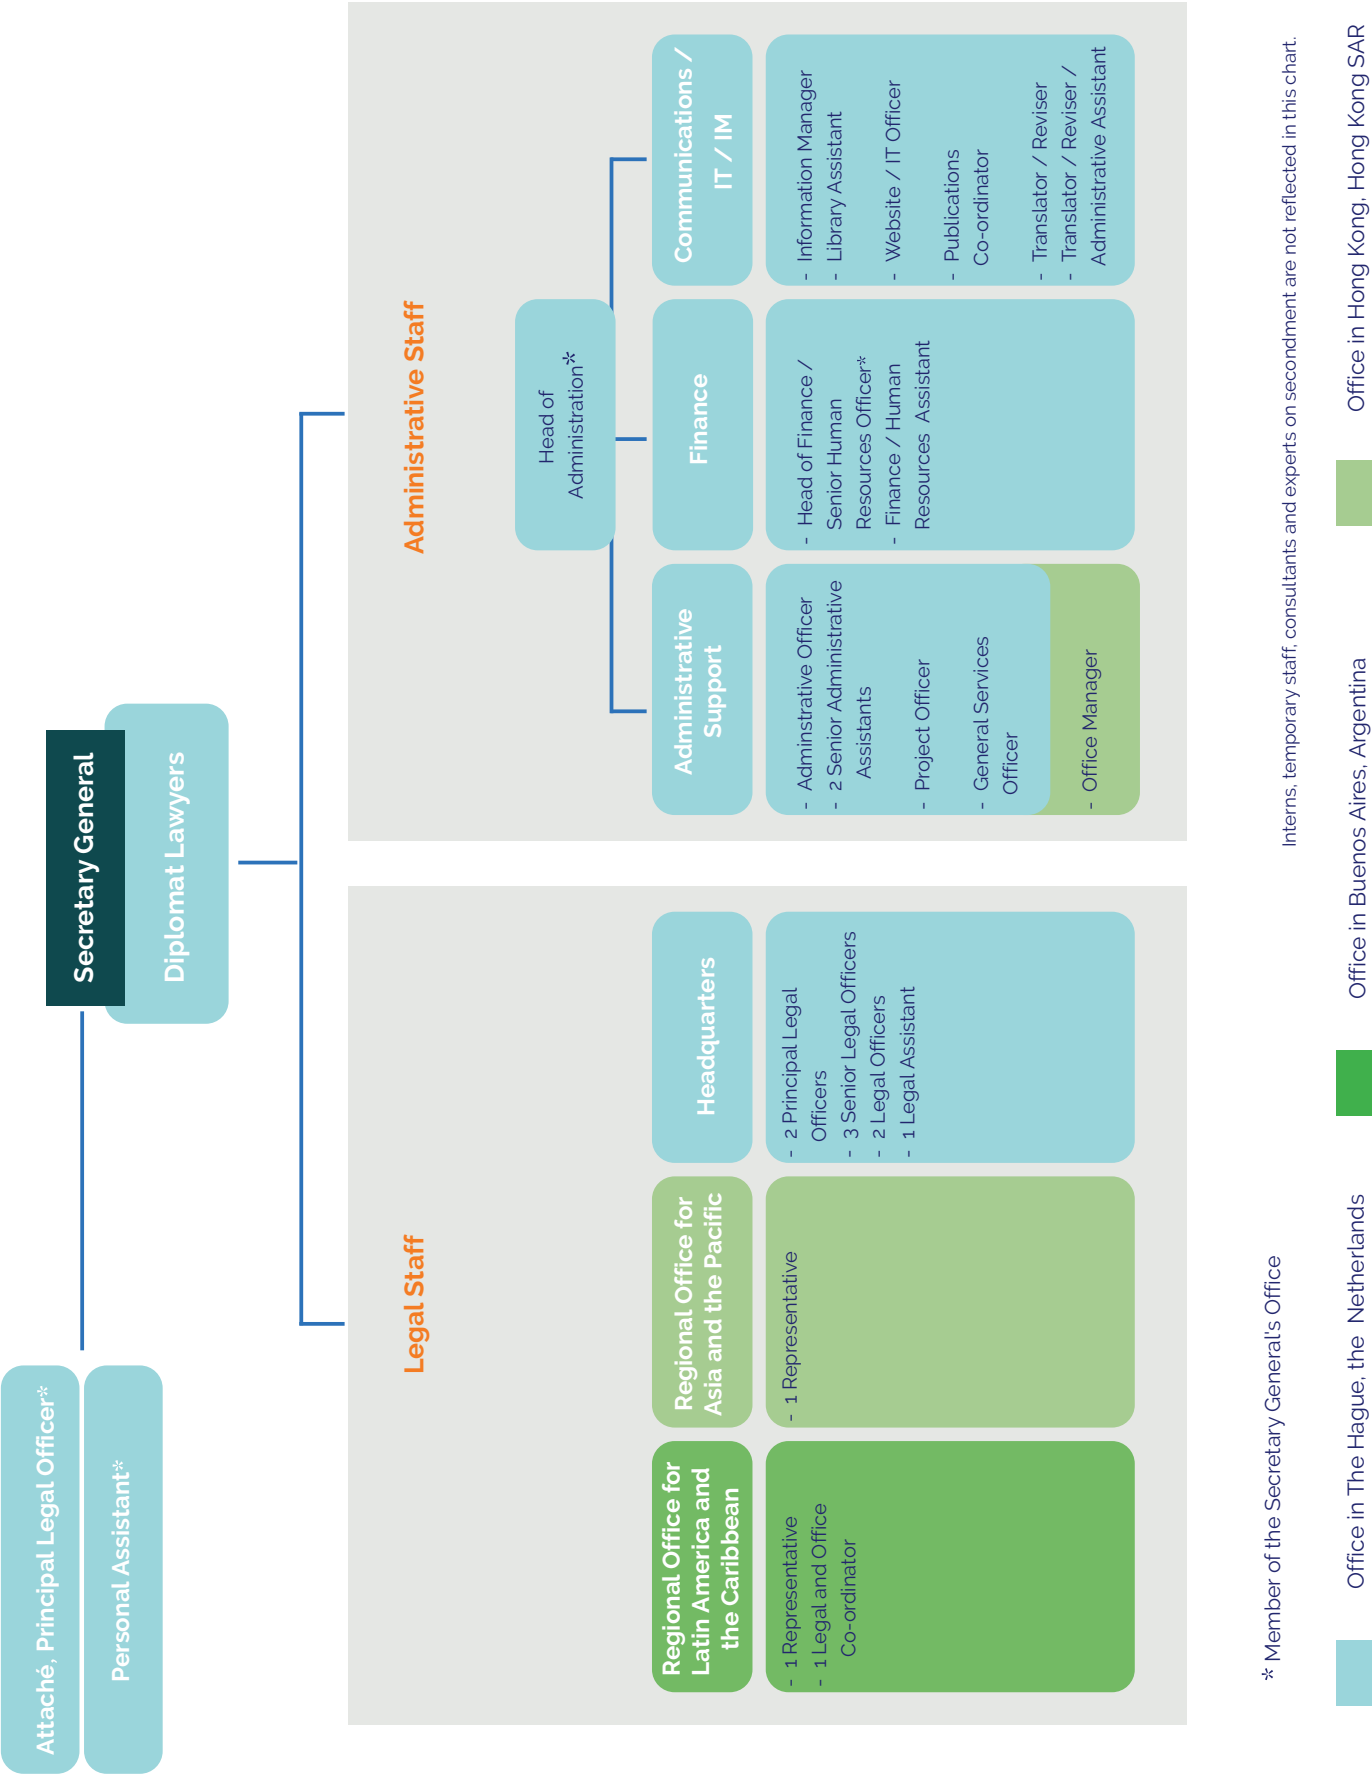 Secretary General
Diplomat Lawyers
Attaché, Principal Legal Officer*
Personal Assistant*
Legal Staff
Regional Office for
Latin America and
the Caribbean
- 1 Representative
- 1 Legal and Office
Co-ordinator
Regional Office for
Asia and the Pacific
- 1 Representative
Headquarters
- 2 Principal Legal
Officers
- 3 Senior Legal Officers
- 2 Legal Officers
- 1 Legal Assistant
Administrative Staff
Head of
Administration*
Administrative
Support
- Adminstrative Officer
- 2 Senior Administrative
Assistants
- Project Officer
- General Services
Officer
- Office Manager
Finance
- Head of Finance /
Senior Human
Resources Officer*
- Finance / Human
Resources Assistant
Communications /
IT / IM
- Information Manager
- Library Assistant
- Website / IT Officer
- Publications
Co-ordinator
- Translator / Reviser
- Translator / Reviser /
Administrative Assistant
* Member of the Secretary General's Office
Interns, temporary staff, consultants and experts on secondment are not reflected in this chart.
Office in The Hague, the Netherlands
Office in Buenos Aires, Argentina
Office in Hong Kong, Hong Kong SAR